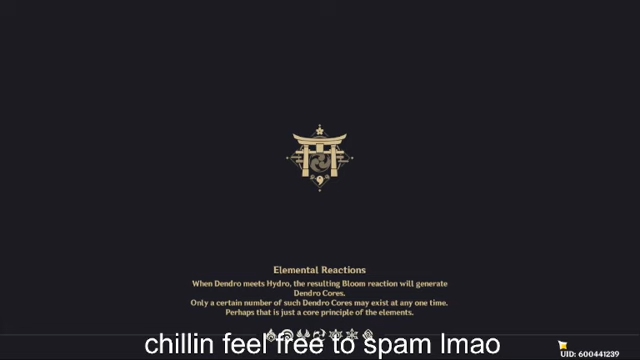 Elemental Reactions
When Dendro meets Hydro, the resulting Bloom reaction will generate
Dendro Cores.
Only a certain number of such Dendro Cores may exist at any one time.
Perhaps that is just a core principle of the elements.
chillin feel free to spam lmao
UID: 600441239